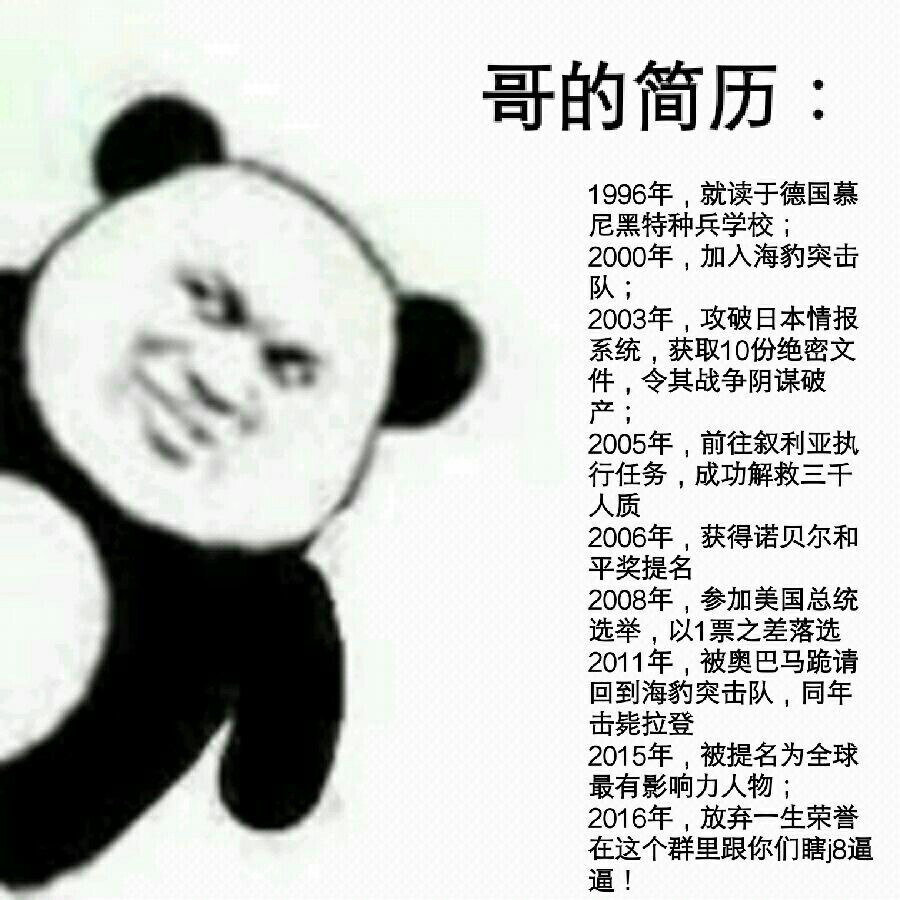 哥的简历：
1996年，就读于德国慕
尼黑特种兵学校；
2000年，加入海豹突击
队；
2003年，攻破日本情报
系统，获取10份绝密文
件，令其战争阴谋破
产；
2005年，前往叙利亚执
行任务，成功解救三千
人质
2006年，获得诺贝尔和
平奖提名
2008年，参加美国总统
选举，以1票之差落选
2011年，被奥巴马跪请
回到海豹突击队，同年
击毙拉登
2015年，被提名为全球
最有影响力人物；
2016年，放弃一生荣誉
在这个群里跟你们瞎j8逼
逼！